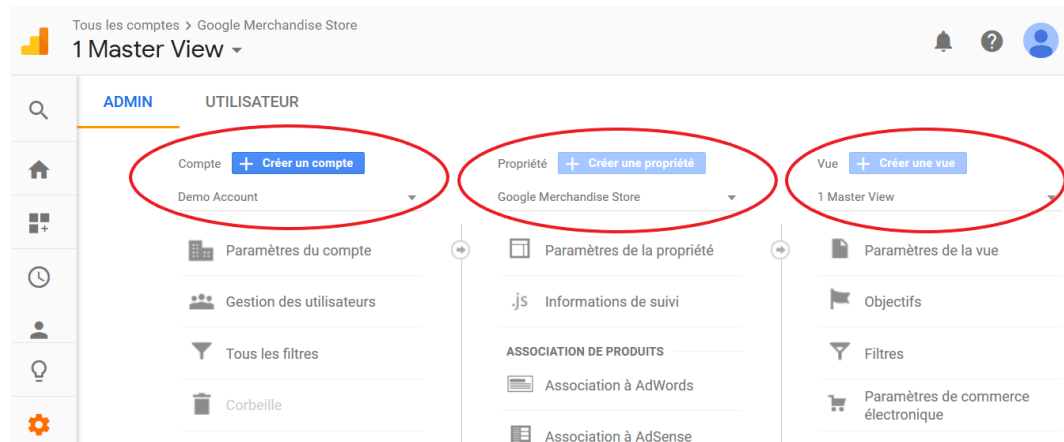 Tous les comptes > Google Merchandise Store
1 Master View
ADMIN UTILISATEUR
Compte + Créer un compte
Demo Account
Paramètres du compte
Gestion des utilisateurs
Tous les filtres
Corbeille
Propriété + Créer une propriété
Google Merchandise Store
Paramètres de la propriété
.js Informations de suivi
ASSOCIATION DE PRODUITS
Association à AdWords
Association à AdSense
Vue + Créer une vue
1 Master View
Paramètres de la vue
Objectifs
Filtres
Paramètres de commerce
électronique